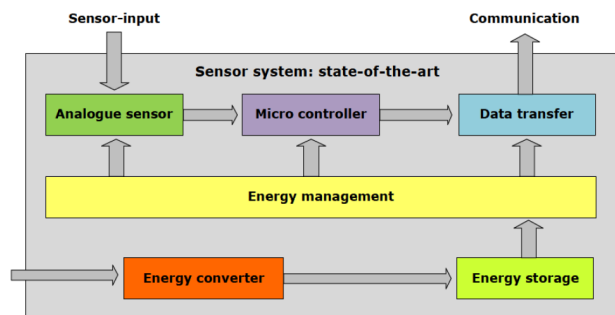 Sensor-input
Communication
Sensor system: state-of-the-art
Analogue sensor
Micro controller
Data transfer
Energy management
Energy converter
Energy storage